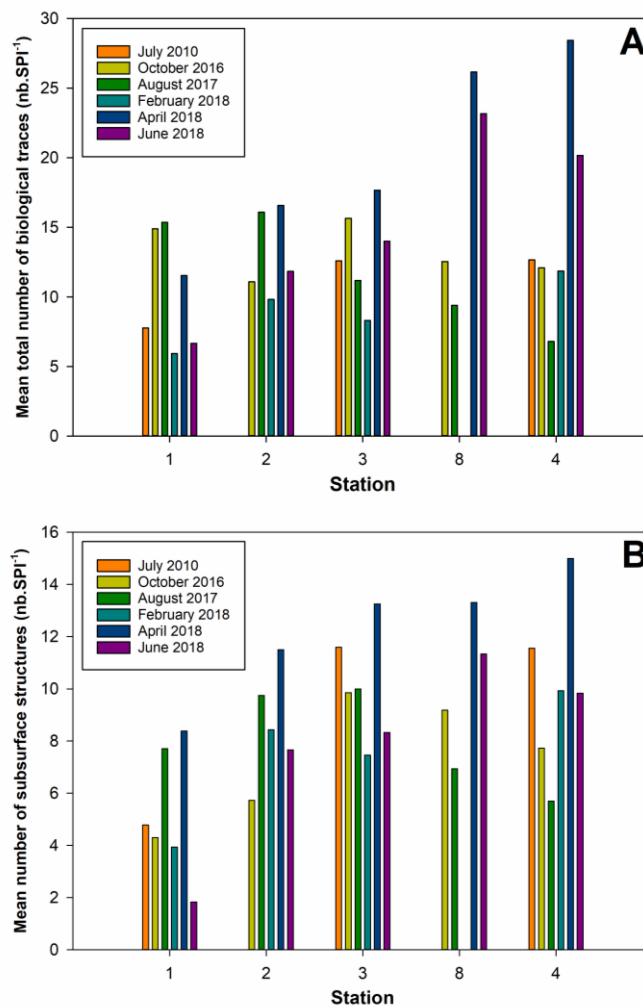 A
Mean total number of biological traces (nb.SPI⁻¹)
30
25
20
15
10
5
0
July 2010
October 2016
August 2017
February 2018
April 2018
June 2018
1 2 3 8 4
Station
B
Mean number of subsurface structures (nb.SPI⁻¹)
16
14
12
10
8
6
4
2
0
July 2010
October 2016
August 2017
February 2018
April 2018
June 2018
1 2 3 8 4
Station